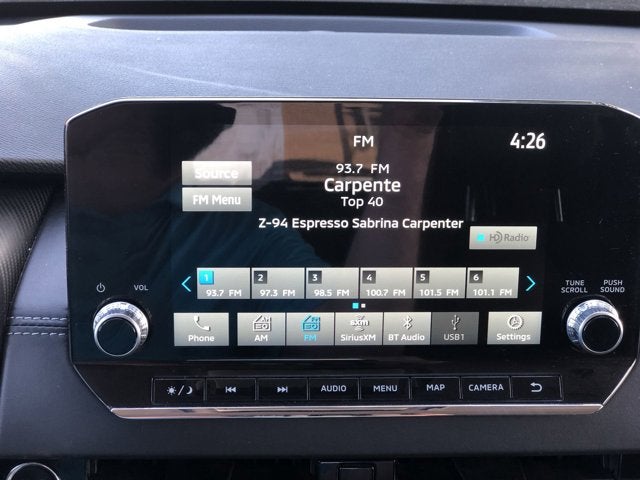 FM
4:26
Source
93.7 FM
Carpente
FM Menu
Top 40
Z-94 Espresso Sabrina Carpenter
HD Radio
1 2 3 4 5 6
93.7 FM 97.3 FM 98.5 FM 100.7 FM 101.5 FM 101.1 FM
VOL
TUNE SCROLL
PUSH SOUND
Phone AM FM SiriusXM BT Audio USB1 Settings
sxm
AUDIO MENU MAP CAMERA